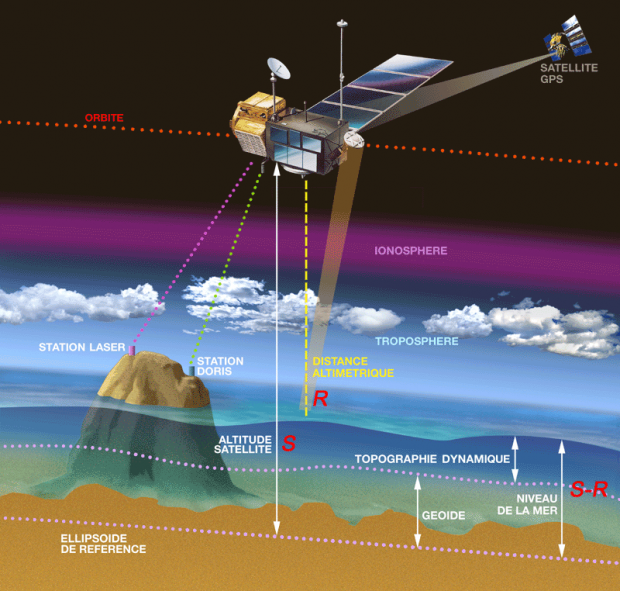 SATELLITE
GPS
ORBITE
IONOSPHERE
TROPOSPHERE
STATION LASER
STATION
DORIS
DISTANCE
ALTIMETRIQUE
R
ALTITUDE
SATELLITE
S
TOPOGRAPHIE DYNAMIQUE
S-R
NIVEAU
DE LA MER
GEOIDE
ELLIPSOIDE
DE REFERENCE